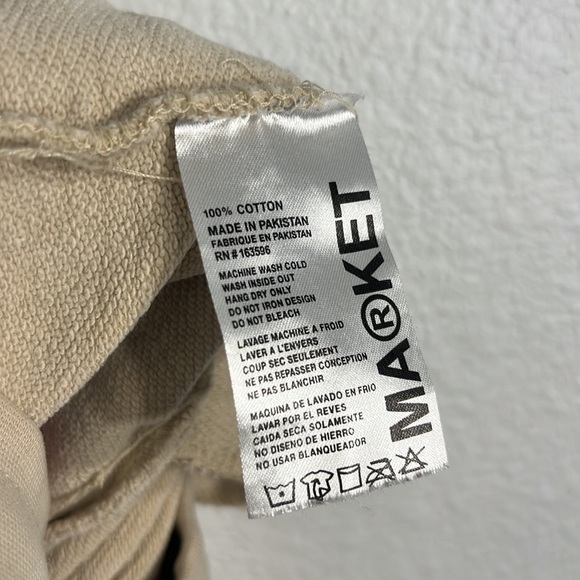 100% COTTON
MADE IN PAKISTAN
FABRIQUE EN PAKISTAN
RN # 163596
MACHINE WASH COLD
WASH INSIDE OUT
HANG DRY ONLY
DO NOT IRON DESIGN
DO NOT BLEACH
LAVAGE MACHINE A FROID
LAVER A L'ENVERS
COUP SEC SEULEMENT
NE PAS REPASSER CONCEPTION
NE PAS BLANCHIR
MAQUINA DE LAVADO EN FRIO
LAVAR POR EL REVES
CAIDA SECA SOLAMENTE
NO DISENO DE HIERRO
NO USAR BLANQUEADOR
MA®KET